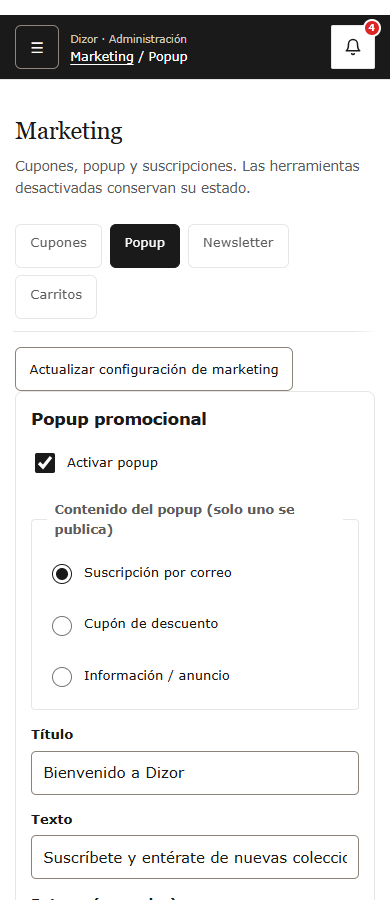 ☰
Dizor · Administración
Marketing / Popup
4
Marketing
Cupones, popup y suscripciones. Las herramientas
desactivadas conservan su estado.
Cupones
Popup
Newsletter
Carritos
Actualizar configuración de marketing
Popup promocional
Activar popup
Contenido del popup (solo uno se
publica)
Suscripción por correo
Cupón de descuento
Información / anuncio
Título
Bienvenido a Dizor
Texto
Suscríbete y entérate de nuevas colecció